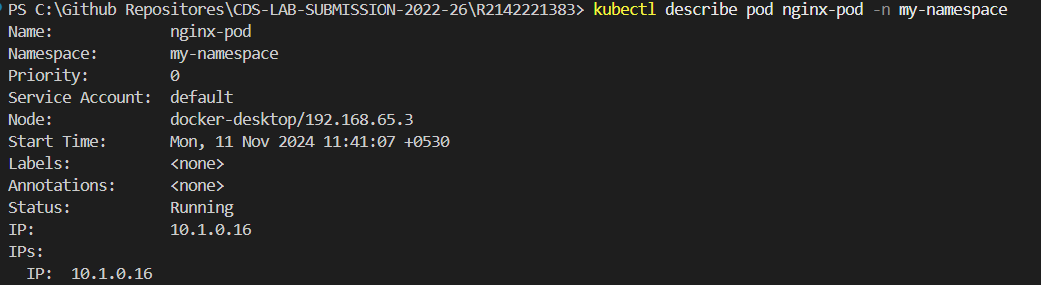 PS C:\Github Repositores\CDS-LAB-SUBMISSION-2022-26\R2142221383> kubectl describe pod nginx-pod -n my-namespace
Name:             nginx-pod
Namespace:        my-namespace
Priority:         0
Service Account:  default
Node:             docker-desktop/192.168.65.3
Start Time:       Mon, 11 Nov 2024 11:41:07 +0530
Labels:           <none>
Annotations:      <none>
Status:           Running
IP:               10.1.0.16
IPs:
  IP:  10.1.0.16